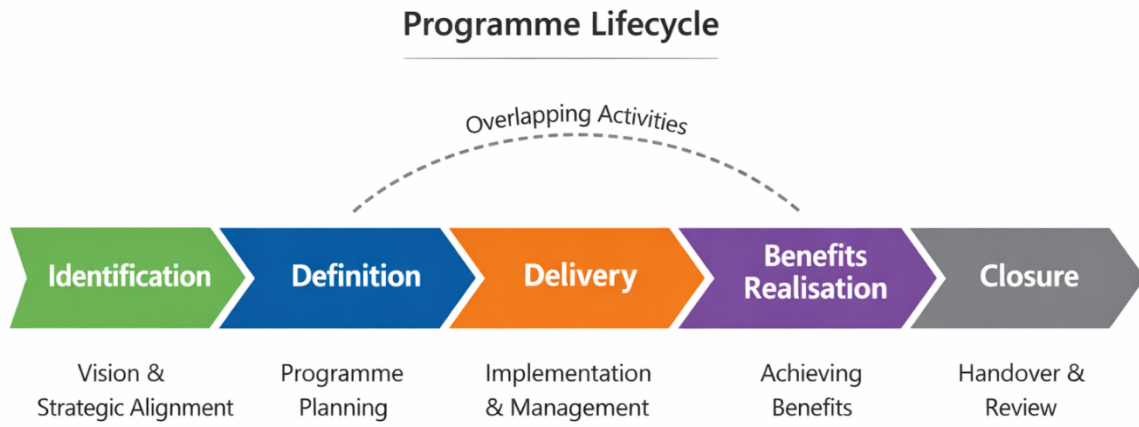 Programme Lifecycle
Overlapping Activities
Identification
Definition
Delivery
Benefits
Realisation
Closure
Vision &
Strategic Alignment
Programme
Planning
Implementation
& Management
Achieving
Benefits
Handover &
Review